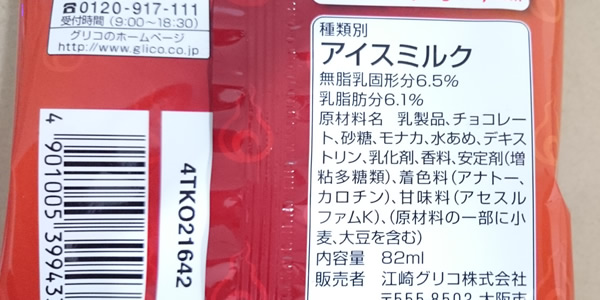 0120-917-111
受付時間（9:00〜18:30）
グリコのホームページ
http://www.glico.co.jp
4 901005 39943
4TKO21642
種類別
アイスミルク
無脂乳固形分6.5%
乳脂肪分6.1%
原材料名 乳製品、チョコレー
ト、砂糖、モナカ、水あめ、デキス
トリン、乳化剤、香料、安定剤（増
粘多糖類）、着色料（アナトー、
カロチン）、甘味料（アセスル
ファムK）、（原材料の一部に小
麦、大豆を含む）
内容量 82ml
販売者 江崎グリコ株式会社
〒555-8502 大阪市